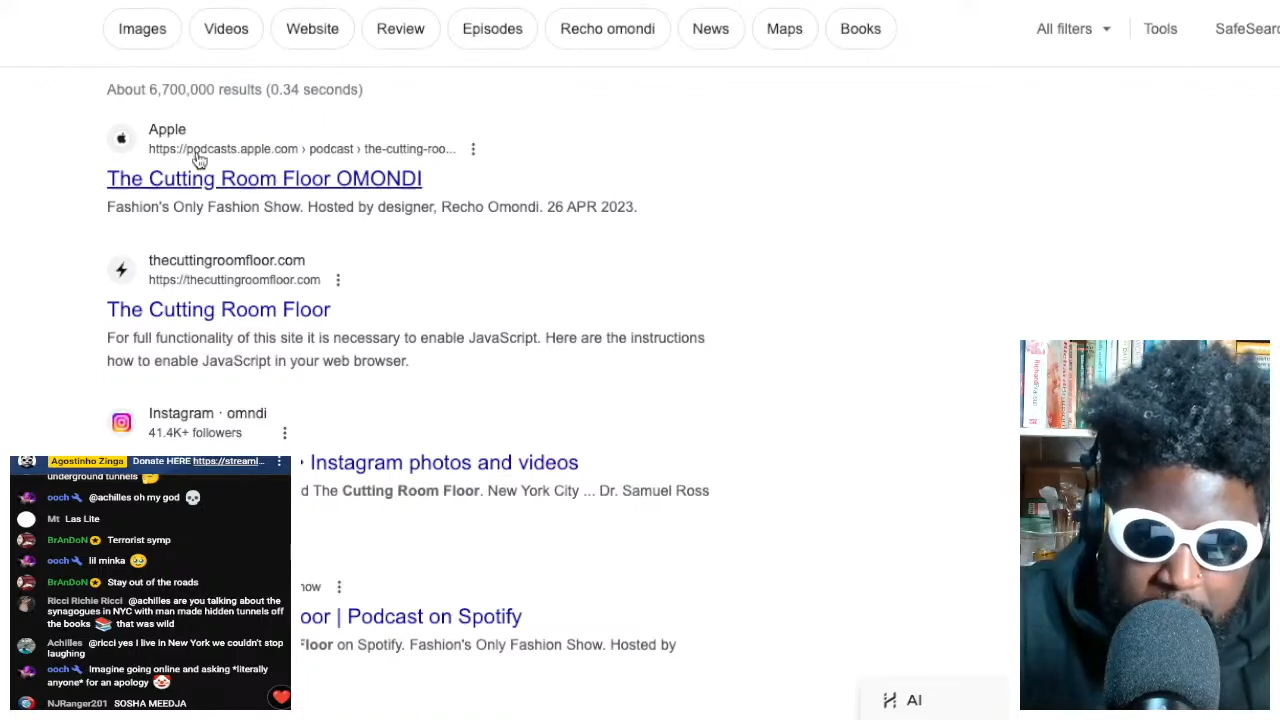 Images
Videos
Website
Review
Episodes
Recho omondi
News
Maps
Books
All filters
Tools
SafeSearc
About 6,700,000 results (0.34 seconds)
Apple
https://podcasts.apple.com › podcast › the-cutting-roo...
The Cutting Room Floor OMONDI
Fashion's Only Fashion Show. Hosted by designer, Recho Omondi. 26 APR 2023.
thecuttingroomfloor.com
https://thecuttingroomfloor.com
The Cutting Room Floor
For full functionality of this site it is necessary to enable JavaScript. Here are the instructions
how to enable JavaScript in your web browser.
Instagram · omndi
41.4K+ followers
• Instagram photos and videos
d The Cutting Room Floor. New York City ... Dr. Samuel Ross
now
oor | Podcast on Spotify
Floor on Spotify. Fashion's Only Fashion Show. Hosted by
Agostinho Zinga Donate HERE https://streaml...
underground tunnels
ooch @achilles oh my god
Mt Las Lite
BrAnDoN Terrorist symp
ooch lil minka
BrAnDoN Stay out of the roads
Ricci Richie Ricci @achilles are you talking about the
synagogues in NYC with man made hidden tunnels off
the books that was wild
Achilles @ricci yes I live in New York we couldn't stop
laughing
ooch Imagine going online and asking *literally
anyone* for an apology
NJRanger201 SOSHA MEEDJA
AI